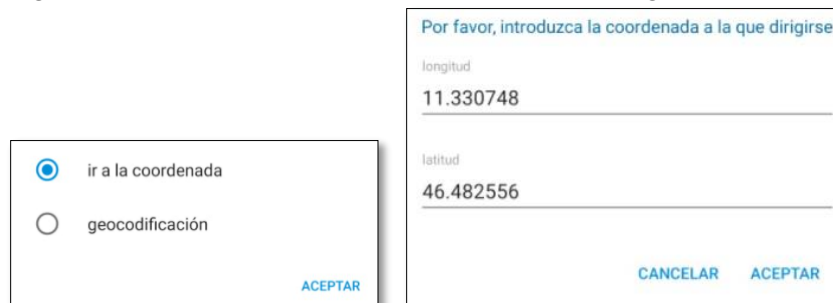 ir a la coordenada
geocodificación
ACEPTAR
Por favor, introduzca la coordenada a la que dirigirse
longitud
11.330748
latitud
46.482556
CANCELAR ACEPTAR